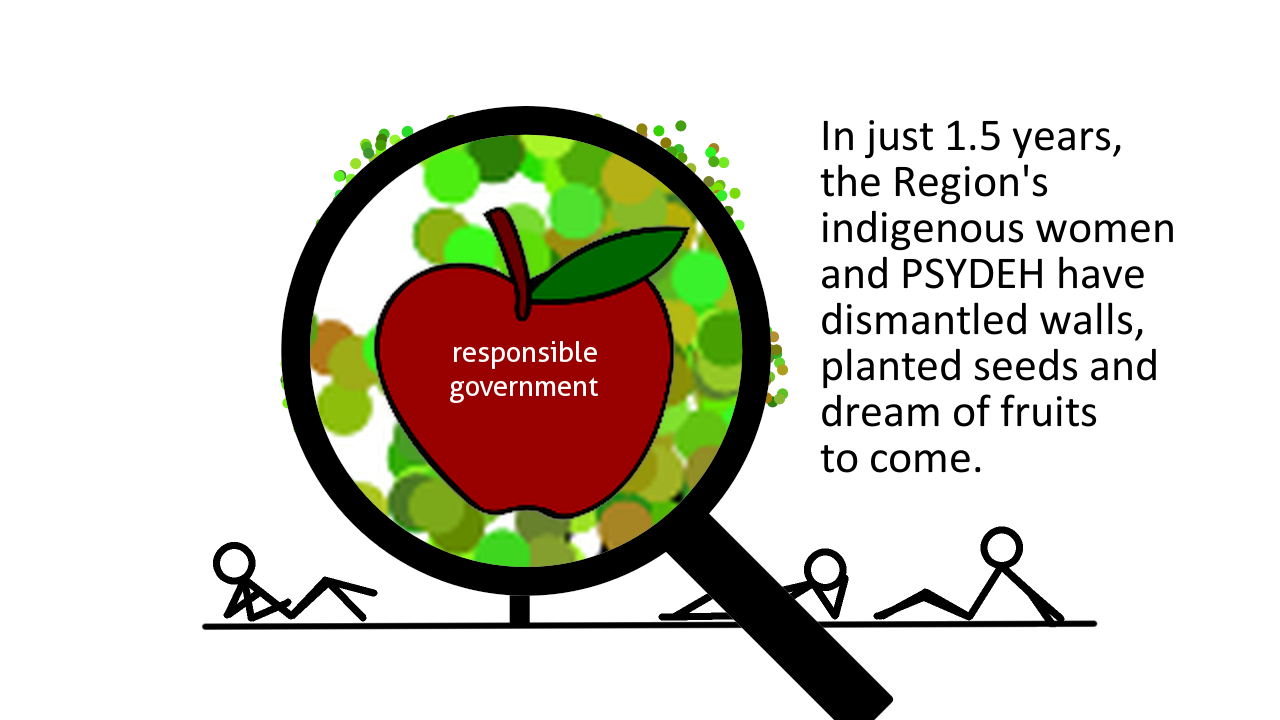 In just 1.5 years,
the Region's
indigenous women
and PSYDEH have
dismantled walls,
planted seeds and
dream of fruits
to come.
responsible
government